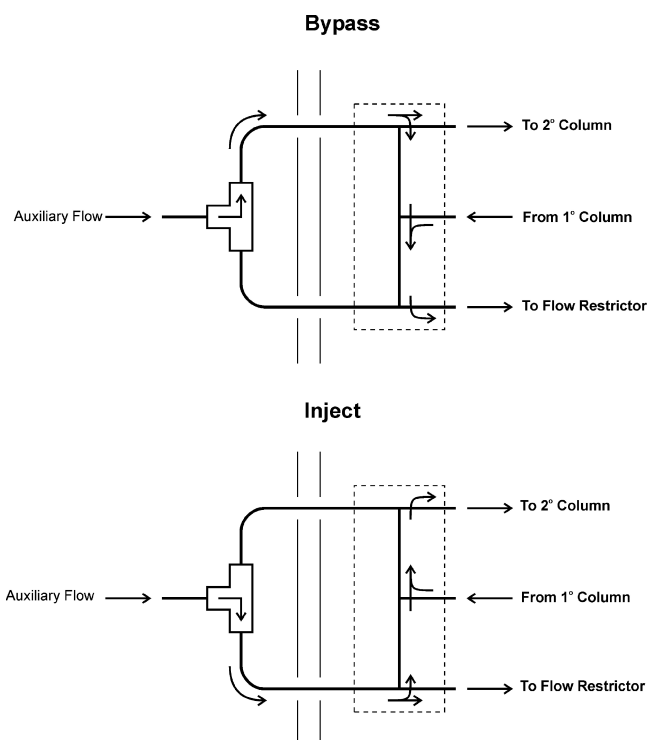 Bypass
To 2° Column
Auxiliary Flow
From 1° Column
To Flow Restrictor
Inject
To 2° Column
Auxiliary Flow
From 1° Column
To Flow Restrictor